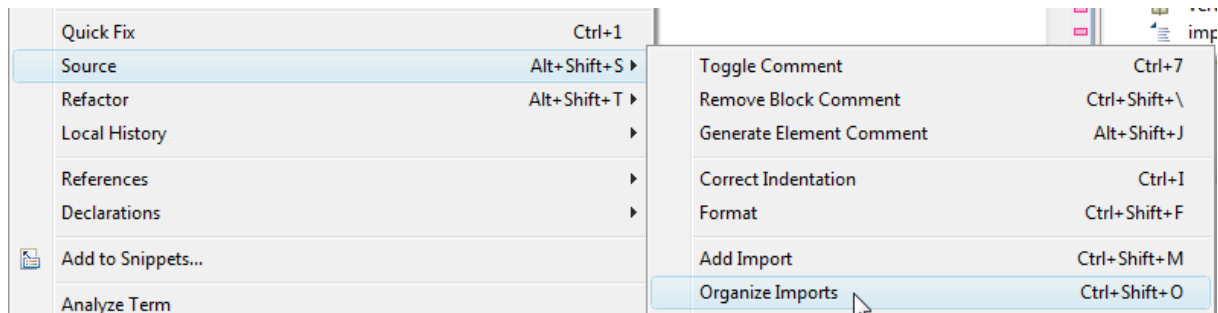 Quick Fix Ctrl+1
Source Alt+Shift+S
Refactor Alt+Shift+T
Local History
References
Declarations
Add to Snippets...
Analyze Term
imp
Toggle Comment Ctrl+7
Remove Block Comment Ctrl+Shift+\
Generate Element Comment Alt+Shift+J
Correct Indentation Ctrl+I
Format Ctrl+Shift+F
Add Import Ctrl+Shift+M
Organize Imports Ctrl+Shift+O